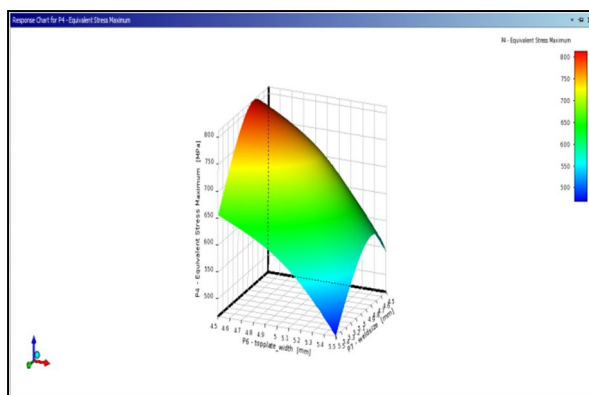 Response Chart for P4 - Equivalent Stress Maximum
P4 - Equivalent Stress Maximum
800
750
700
650
600
550
500
P4 - Equivalent Stress Maximum [MPa]
800
750
700
650
600
550
500
4.5 4.6 4.7 4.8 4.9 5 5.1 5.2 5.3 5.4 5.5
P6 - topplate_width [mm]
weldsize [mm]